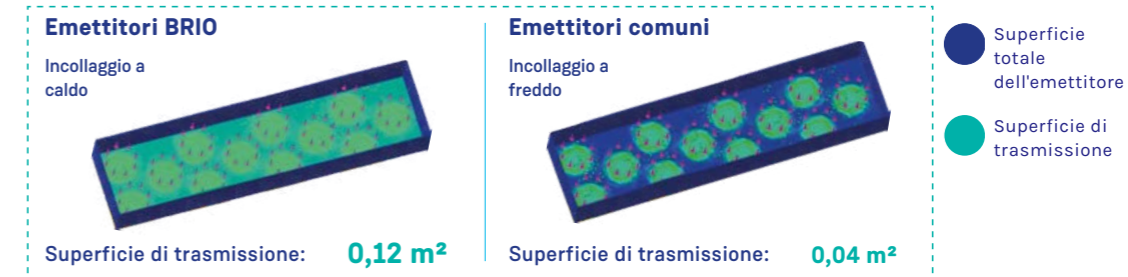 Emettitori BRIO
Incollaggio a
caldo
Superficie di trasmissione: 0,12 m²
Emettitori comuni
Incollaggio a
freddo
Superficie di trasmissione: 0,04 m²
Superficie
totale
dell'emettitore
Superficie di
trasmissione